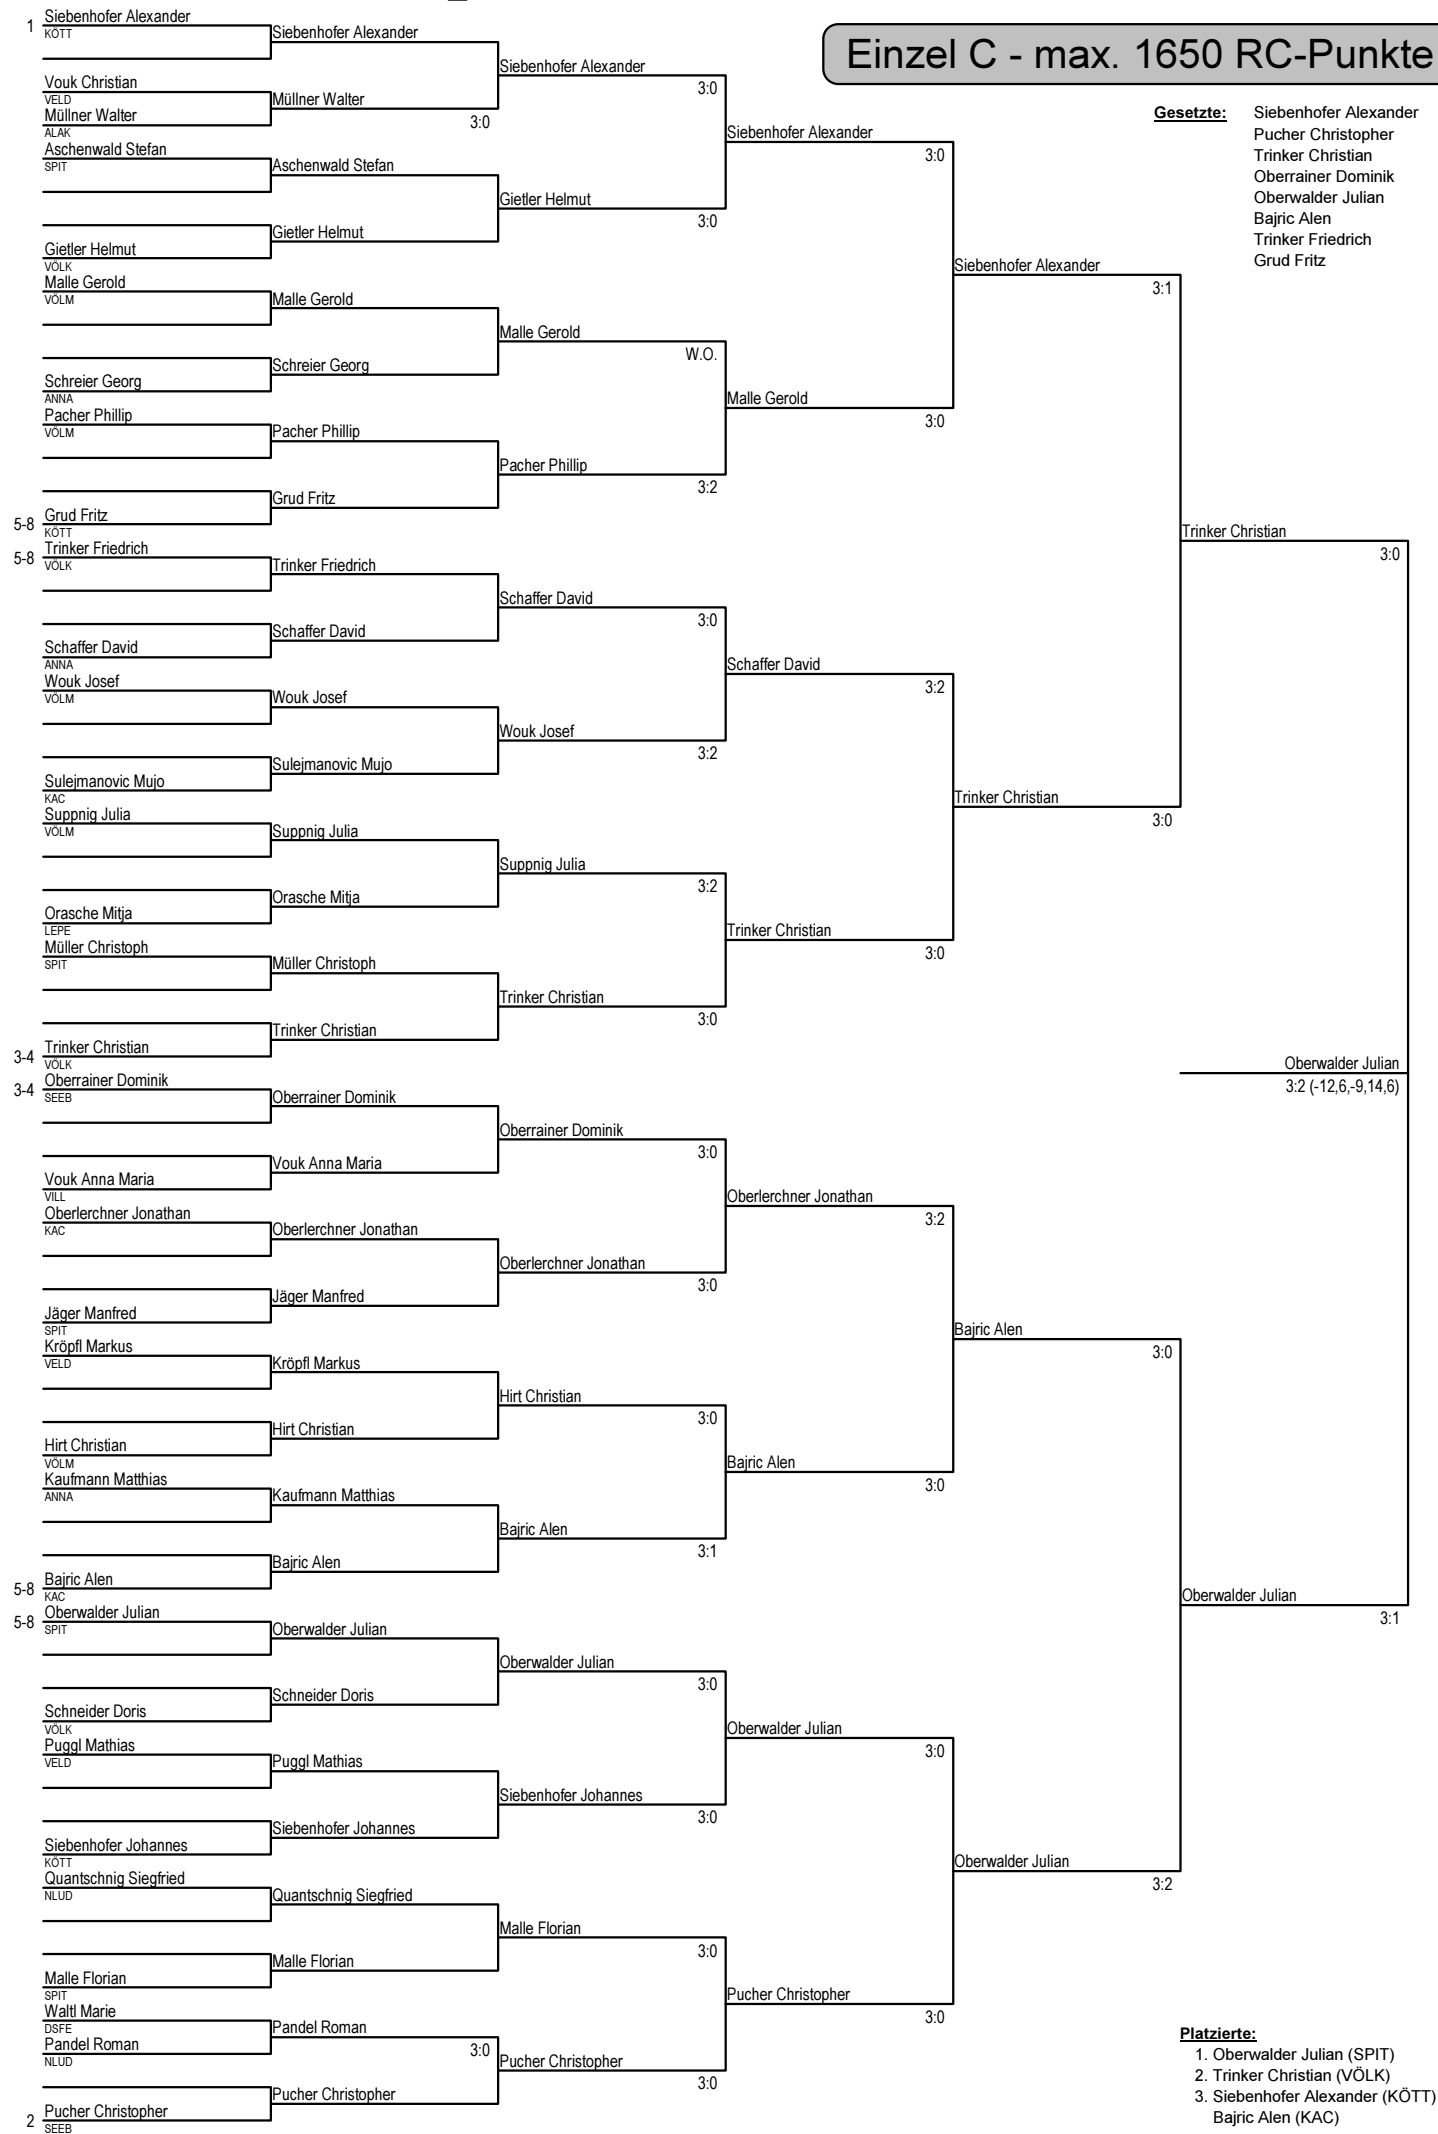 Einzel C - max. 1650 RC-Punkte
Gesetzte: Siebenhofer Alexander
Pucher Christopher
Trinker Christian
Oberrainer Dominik
Oberwalder Julian
Bajric Alen
Trinker Friedrich
Grud Fritz
1 Siebenhofer Alexander
KÖTT
Vouk Christian
VELD
Müllner Walter
ALAK
Aschenwald Stefan
SPIT
Gietler Helmut
VÖLK
Malle Gerold
VÖLM
Schreier Georg
ANNA
Pacher Phillip
VÖLM
5-8 Grud Fritz
KÖTT
5-8 Trinker Friedrich
VÖLK
Schaffer David
ANNA
Wouk Josef
VÖLM
Sulejmanovic Mujo
KAC
Suppnig Julia
VÖLM
Orasche Mitja
LEPE
Müller Christoph
SPIT
3-4 Trinker Christian
VÖLK
3-4 Oberrainer Dominik
SEEB
Vouk Anna Maria
VILL
Oberlerchner Jonathan
KAC
Jäger Manfred
SPIT
Kröpfl Markus
VELD
Hirt Christian
VÖLM
Kaufmann Matthias
ANNA
5-8 Bajric Alen
KAC
5-8 Oberwalder Julian
SPIT
Schneider Doris
VÖLK
Puggl Mathias
VELD
Siebenhofer Johannes
KÖTT
Quantschnig Siegfried
NLUD
Malle Florian
SPIT
Waltl Marie
DSFE
Pandel Roman
NLUD
2 Pucher Christopher
SEEB
Siebenhofer Alexander
Müllner Walter
3:0
Aschenwald Stefan
Gietler Helmut
Malle Gerold
Schreier Georg
Pacher Phillip
Grud Fritz
Trinker Friedrich
Schaffer David
Wouk Josef
Sulejmanovic Mujo
Suppnig Julia
Orasche Mitja
Müller Christoph
Trinker Christian
Oberrainer Dominik
Vouk Anna Maria
Oberlerchner Jonathan
Jäger Manfred
Kröpfl Markus
Hirt Christian
Kaufmann Matthias
Bajric Alen
Oberwalder Julian
Schneider Doris
Puggl Mathias
Siebenhofer Johannes
Quantschnig Siegfried
Malle Florian
Pandel Roman
3:0
Pucher Christopher
Siebenhofer Alexander
3:0
Gietler Helmut
3:0
Malle Gerold
W.O.
Pacher Phillip
3:2
Schaffer David
3:0
Wouk Josef
3:2
Suppnig Julia
3:2
Trinker Christian
3:0
Oberrainer Dominik
3:0
Oberlerchner Jonathan
3:0
Hirt Christian
3:0
Bajric Alen
3:1
Oberwalder Julian
3:0
Siebenhofer Johannes
3:0
Malle Florian
3:0
Pucher Christopher
3:0
Siebenhofer Alexander
3:0
Malle Gerold
3:0
Schaffer David
3:2
Trinker Christian
3:0
Oberlerchner Jonathan
3:2
Bajric Alen
3:0
Oberwalder Julian
3:0
Pucher Christopher
3:0
Siebenhofer Alexander
3:1
Trinker Christian
3:0
Bajric Alen
3:0
Oberwalder Julian
3:2
Trinker Christian
3:0
Oberwalder Julian
3:1
Oberwalder Julian
3:2 (-12,6,-9,14,6)
Platzierte:
1. Oberwalder Julian (SPIT)
2. Trinker Christian (VÖLK)
3. Siebenhofer Alexander (KÖTT)
Bajric Alen (KAC)